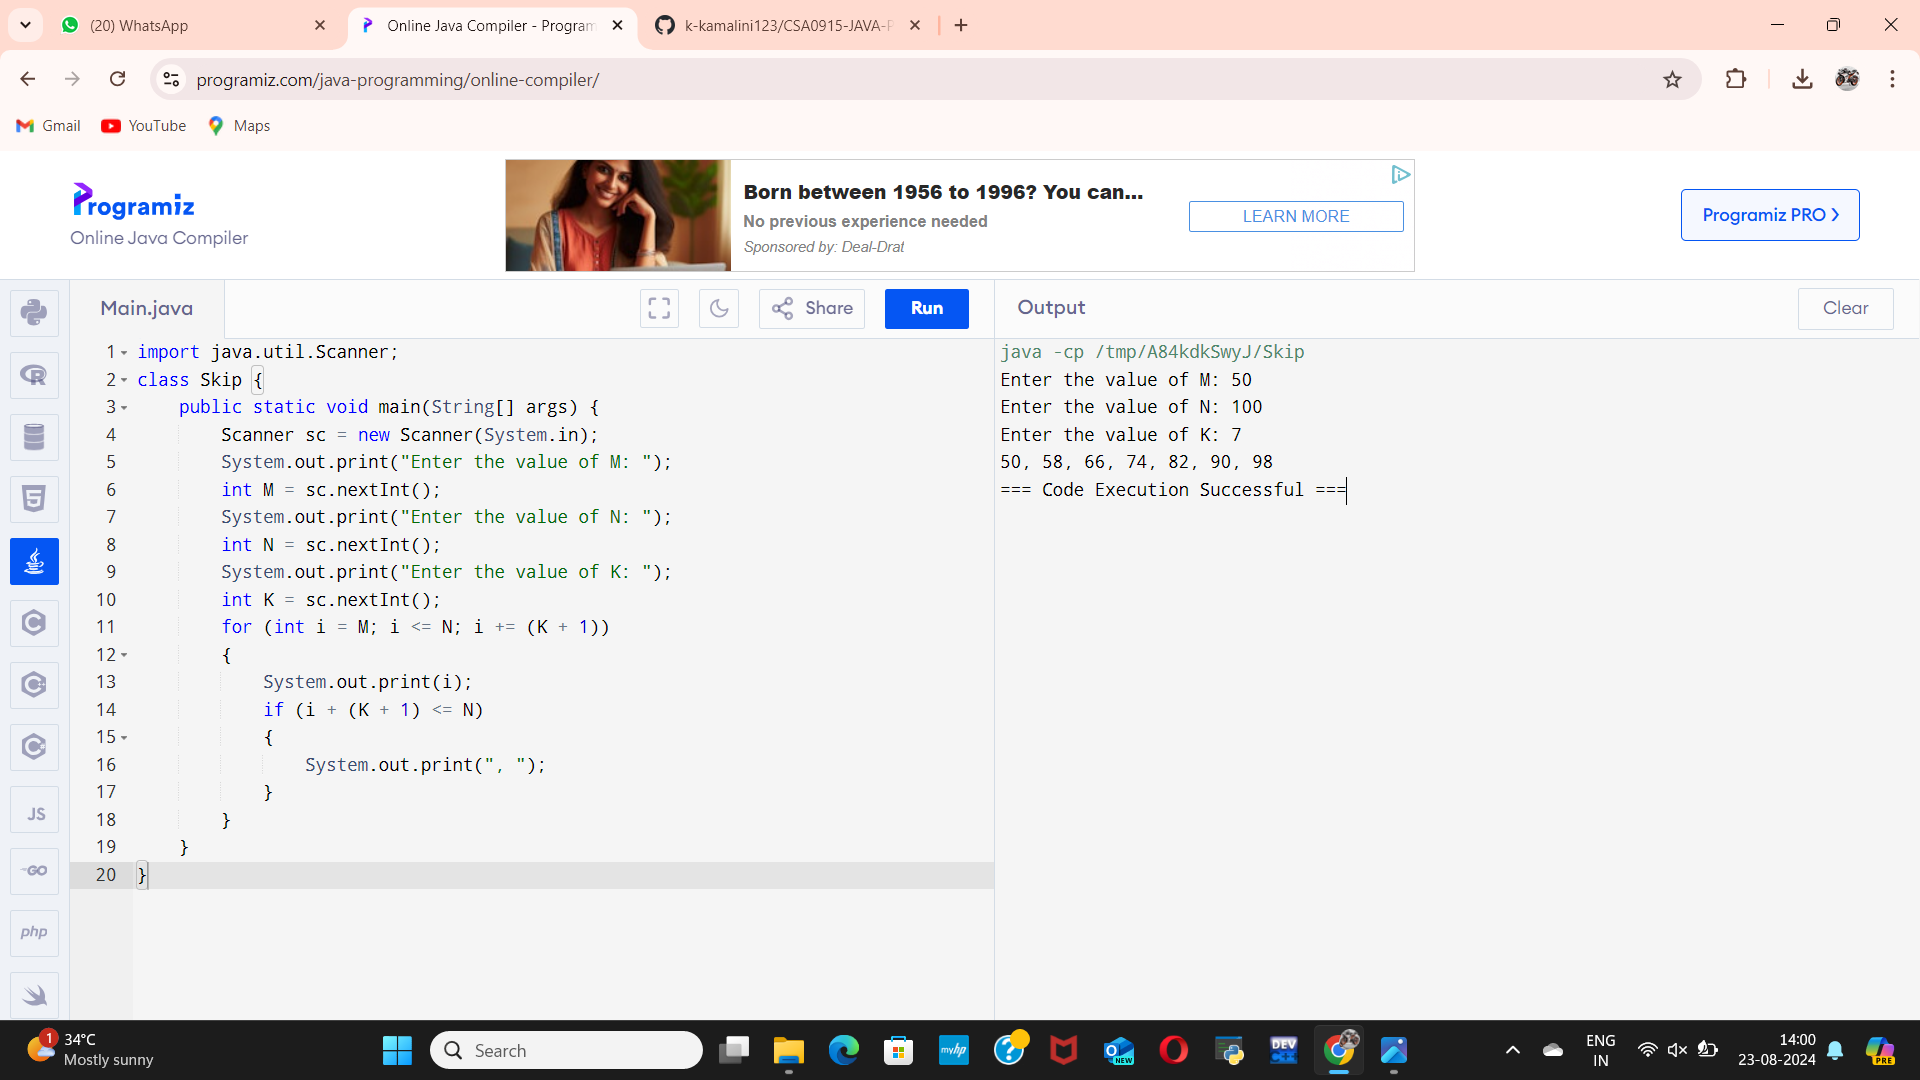 (20) WhatsApp
Online Java Compiler - Program
k-kamalini123/CSA0915-JAVA-P
programiz.com/java-programming/online-compiler/
Gmail
YouTube
Maps
Programiz
Online Java Compiler
Born between 1956 to 1996? You can...
No previous experience needed
Sponsored by: Deal-Drat
LEARN MORE
Programiz PRO
Main.java
Share
Run
Output
Clear
1 import java.util.Scanner;
2 class Skip {
3 public static void main(String[] args) {
4 Scanner sc = new Scanner(System.in);
5 System.out.print("Enter the value of M: ");
6 int M = sc.nextInt();
7 System.out.print("Enter the value of N: ");
8 int N = sc.nextInt();
9 System.out.print("Enter the value of K: ");
10 int K = sc.nextInt();
11 for (int i = M; i <= N; i += (K + 1))
12 {
13 System.out.print(i);
14 if (i + (K + 1) <= N)
15 {
16 System.out.print(", ");
17 }
18 }
19 }
20 }
java -cp /tmp/A84kdkSwyJ/Skip
Enter the value of M: 50
Enter the value of N: 100
Enter the value of K: 7
50, 58, 66, 74, 82, 90, 98
=== Code Execution Successful ===
R
5
C
C
C
JS
GO
php
1
34°C
Mostly sunny
Search
myhp
?
NEW
DEV
C++
ENG
IN
14:00
23-08-2024
PRE